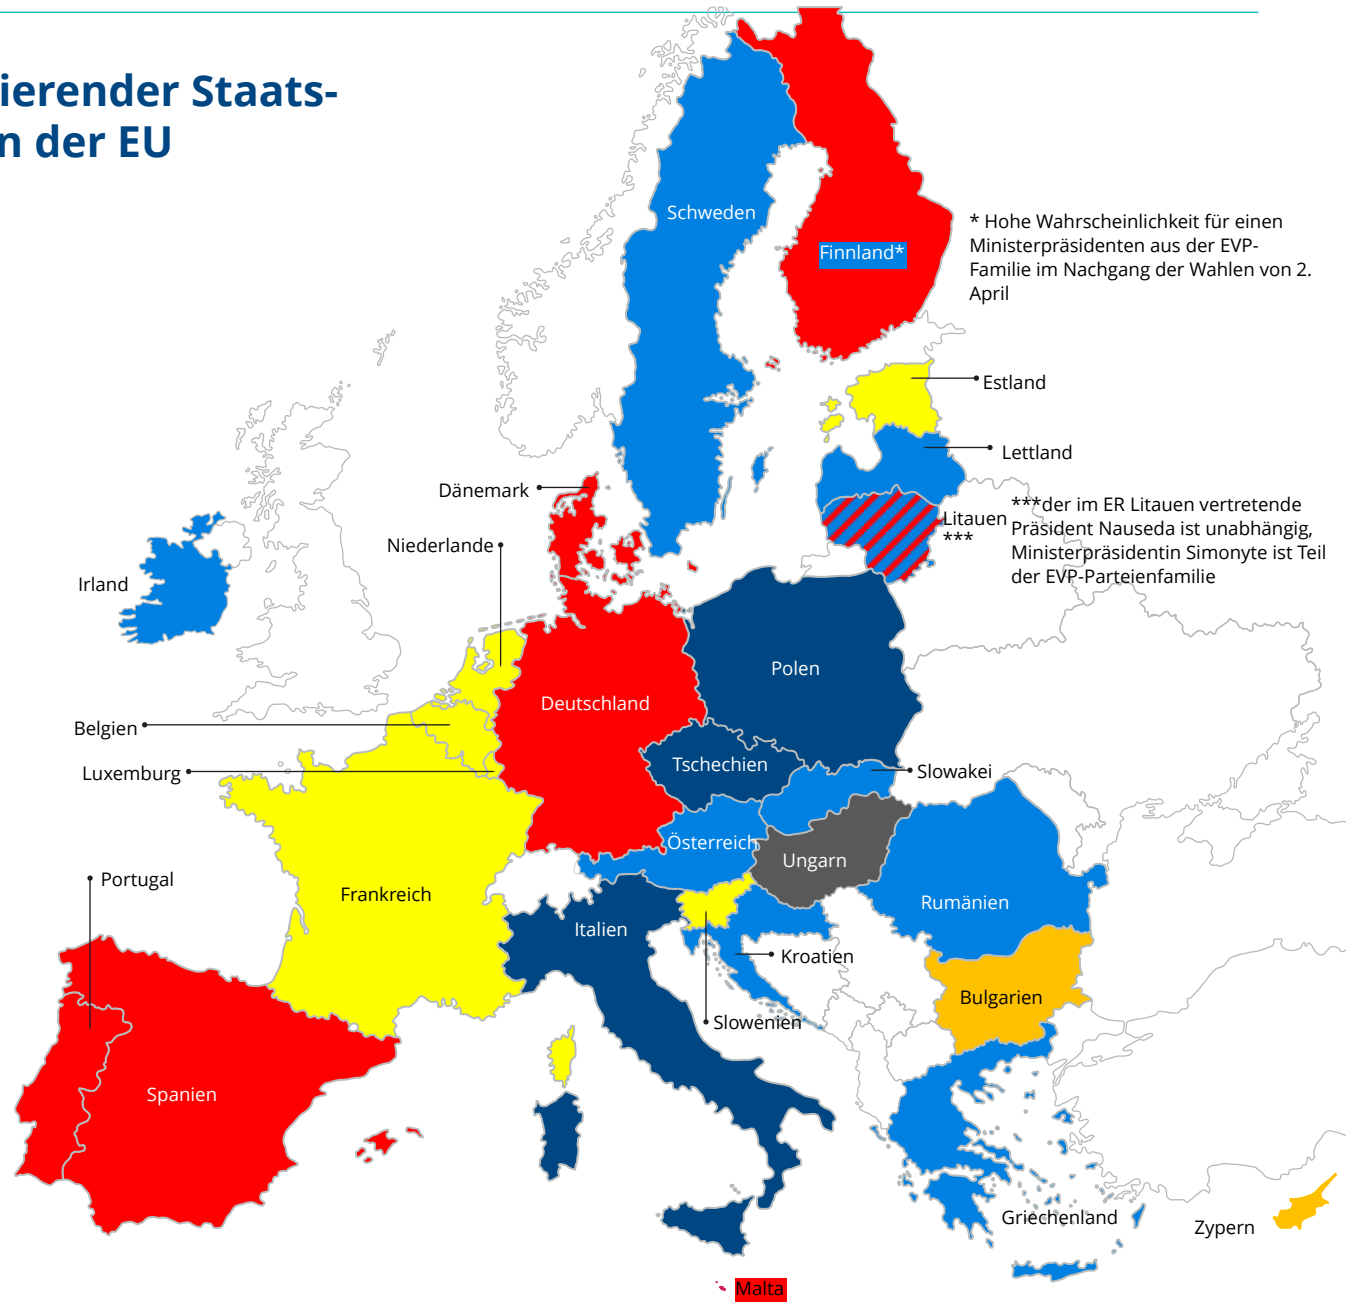 ierender Staats-
n der EU
Schweden
Finnland*
* Hohe Wahrscheinlichkeit für einen
Ministerpräsidenten aus der EVP-
Familie im Nachgang der Wahlen von 2.
April
Estland
Lettland
Dänemark
Litauen
***
***der im ER Litauen vertretende
Präsident Nauseda ist unabhängig,
Ministerpräsidentin Simonyte ist Teil
der EVP-Parteienfamilie
Niederlande
Irland
Polen
Deutschland
Belgien
Tschechien
Luxemburg
Slowakei
Österreich
Ungarn
Portugal
Frankreich
Rumänien
Italien
Kroatien
Bulgarien
Slowenien
Spanien
Griechenland
Zypern
Malta